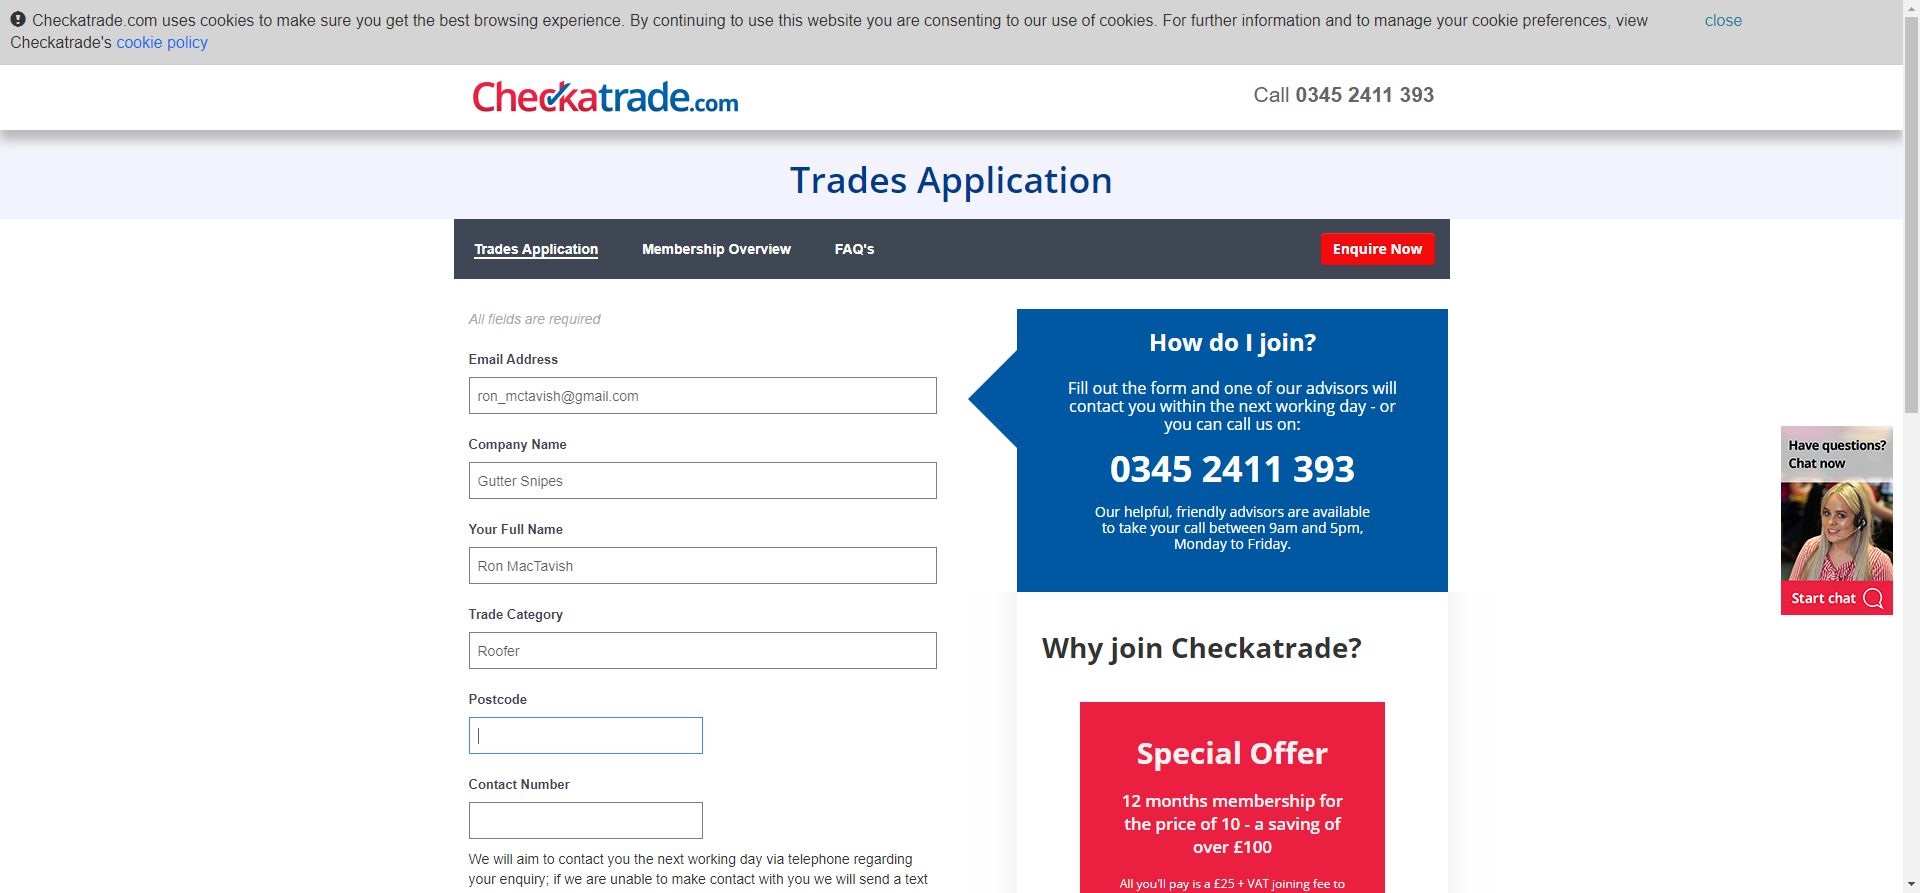 Checkatrade.com uses cookies to make sure you get the best browsing experience. By continuing to use this website you are consenting to our use of cookies. For further information and to manage your cookie preferences, view
Checkatrade's cookie policy
close
Checkatrade.com
Call 0345 2411 393
Trades Application
Trades Application
Membership Overview
FAQ's
Enquire Now
All fields are required
Email Address
ron_mctavish@gmail.com
Company Name
Gutter Snipes
Your Full Name
Ron MacTavish
Trade Category
Roofer
Postcode
Contact Number
We will aim to contact you the next working day via telephone regarding
your enquiry; if we are unable to make contact with you we will send a text
How do I join?
Fill out the form and one of our advisors will
contact you within the next working day - or
you can call us on:
0345 2411 393
Our helpful, friendly advisors are available
to take your call between 9am and 5pm,
Monday to Friday.
Why join Checkatrade?
Special Offer
12 months membership for
the price of 10 - a saving of
over £100
All you'll pay is a £25 + VAT joining fee to
Have questions?
Chat now
Start chat